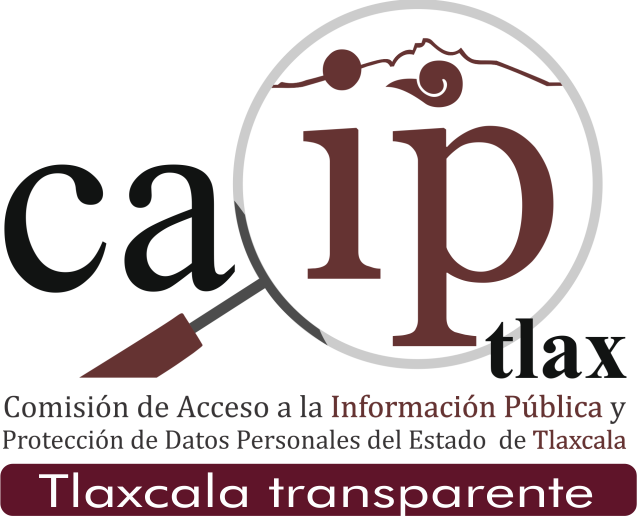 caip
tlax
Comisión de Acceso a la Información Pública y
Protección de Datos Personales del Estado de Tlaxcala
Tlaxcala transparente